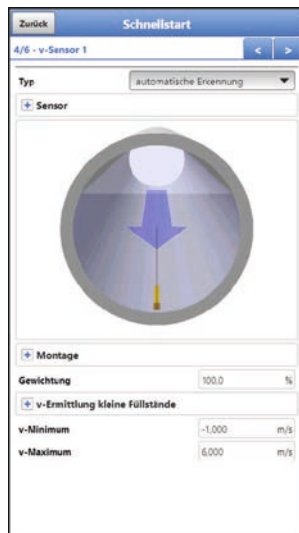 Zurück Schnellstart
4/6 - v-Sensor 1 < >
Typ automatische Ercennung
+ Sensor
+ Montage
Gewichtung 100,0 %
+ v-Ermittlung kleine Füllstände
v-Minimum -1,000 m/s
v-Maximum 6,000 m/s